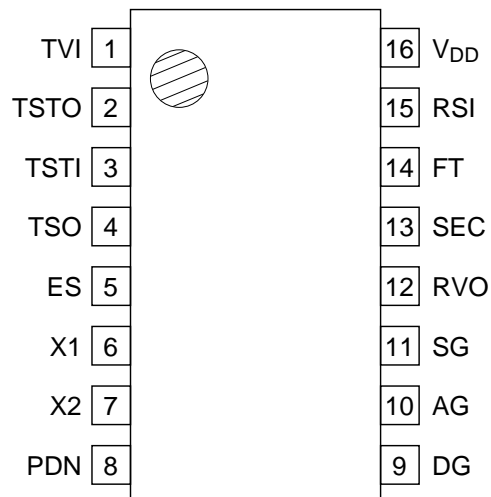 TVI 1 16 VDD
TSTO 2 15 RSI
TSTI 3 14 FT
TSO 4 13 SEC
ES 5 12 RVO
X1 6 11 SG
X2 7 10 AG
PDN 8 9 DG